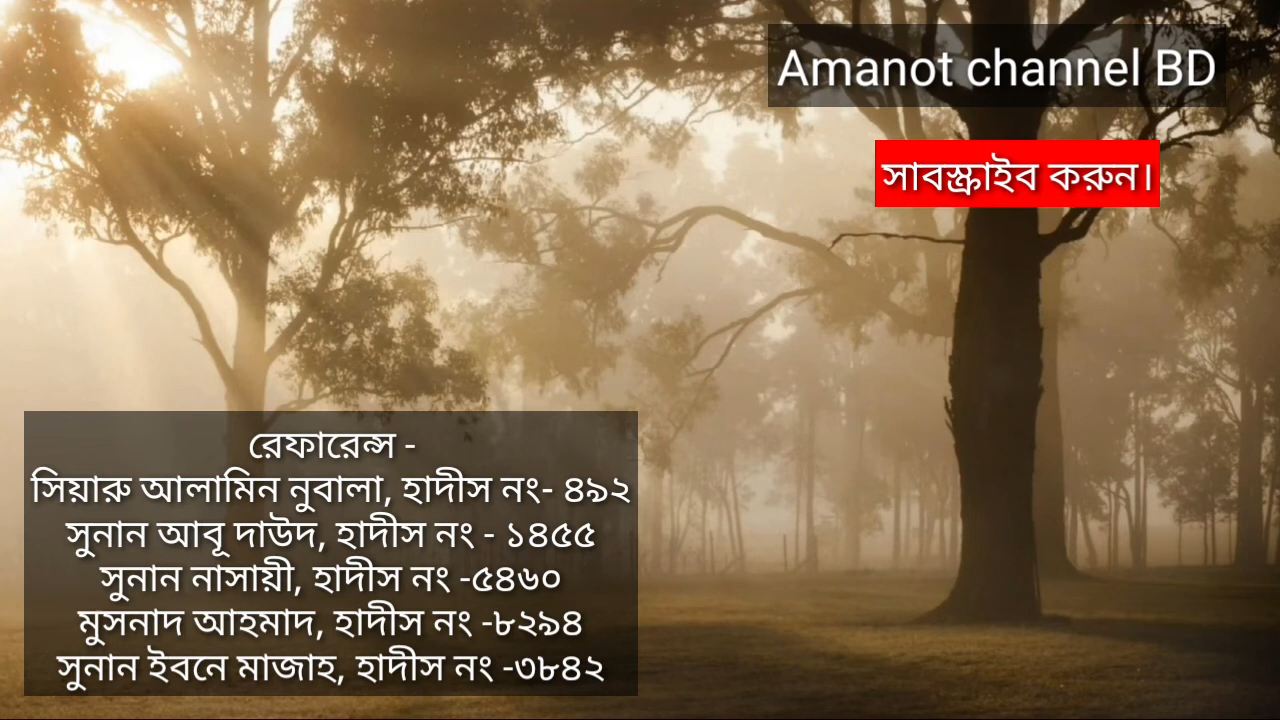 Amanot channel BD
সাবস্ক্রাইব করুন।
রেফারেন্স -
সিয়ারু আলামিন নুবালা, হাদীস নং- ৪৯২
সুনান আবূ দাউদ, হাদীস নং - ১৪৫৫
সুনান নাসায়ী, হাদীস নং -৫৪৬০
মুসনাদ আহমাদ, হাদীস নং -৮২৯৪
সুনান ইবনে মাজাহ, হাদীস নং -৩৮৪২